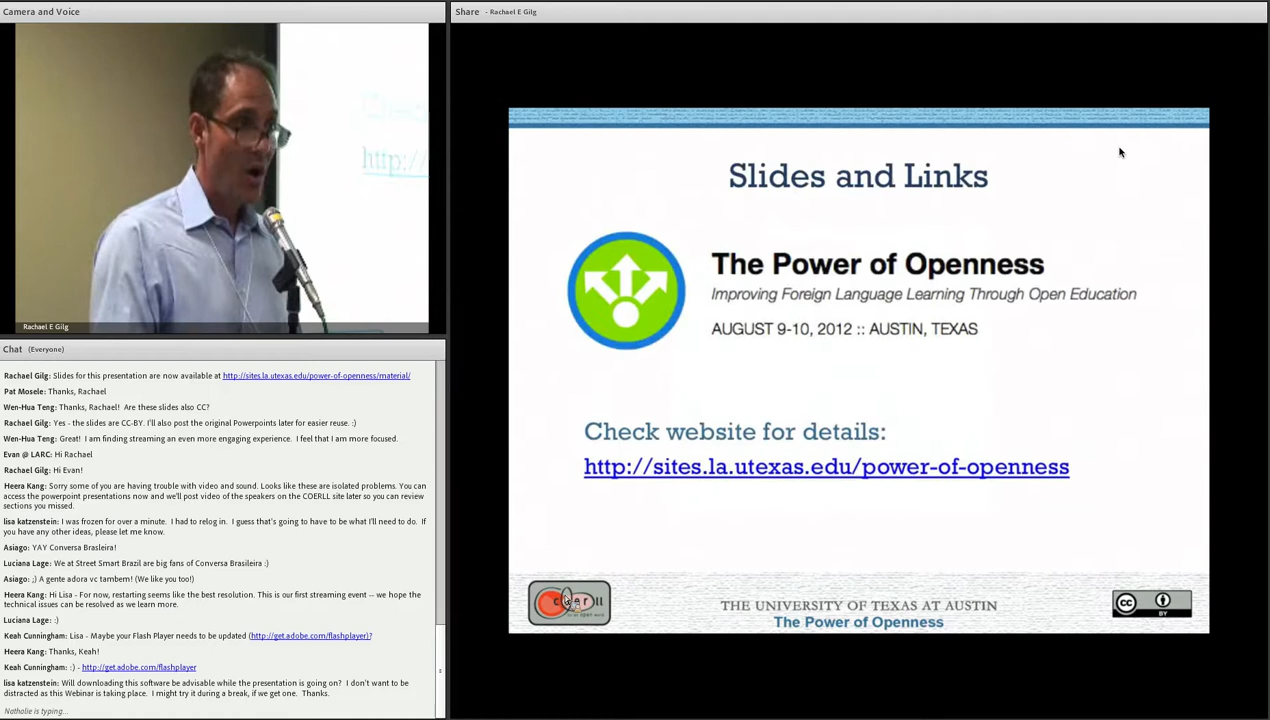 Camera and Voice
http://
Rachael E Gilg
Chat (Everyone)
Rachael Gilg: Slides for this presentation are now available at http://sites.la.utexas.edu/power-of-openness/material/
Pat Mosele: Thanks, Rachael
Wen-Hua Teng: Thanks, Rachael! Are these slides also CC?
Rachael Gilg: Yes - the slides are CC-BY. I'll also post the original Powerpoints later for easier reuse. :)
Wen-Hua Teng: Great! I am finding streaming an even more engaging experience. I feel that I am more focused.
Evan @ LARC: Hi Rachael
Rachael Gilg: Hi Evan!
Heera Kang: Sorry some of you are having trouble with video and sound. Looks like these are isolated problems. You can
access the powerpoint presentations now and we'll post video of the speakers on the COERLL site later so you can review
sections you missed.
lisa katzenstein: I was frozen for over a minute. I had to relog in. I guess that's going to have to be what I'll need to do. If
you have any other ideas, please let me know.
Asiago: YAY Conversa Brasleira!
Luciana Lage: We at Street Smart Brazil are big fans of Conversa Brasileira :)
Asiago: ;) A gente adora vc tambem! (We like you too!)
Heera Kang: Hi Lisa - For now, restarting seems like the best resolution. This is our first streaming event -- we hope the
technical issues can be resolved as we learn more.
Luciana Lage: :)
Keah Cunningham: Lisa - Maybe your Flash Player needs to be updated (http://get.adobe.com/flashplayer)?
Heera Kang: Thanks, Keah!
Keah Cunningham: :) - http://get.adobe.com/flashplayer
lisa katzenstein: Will downloading this software be advisable while the presentation is going on? I don't want to be
distracted as this Webinar is taking place. I might try it during a break, if we get one. Thanks.
Nathalie is typing...
Share - Rachael E Gilg
Slides and Links
The Power of Openness
Improving Foreign Language Learning Through Open Education
AUGUST 9-10, 2012 :: AUSTIN, TEXAS
Check website for details:
http://sites.la.utexas.edu/power-of-openness
THE UNIVERSITY OF TEXAS AT AUSTIN
The Power of Openness
cc
BY